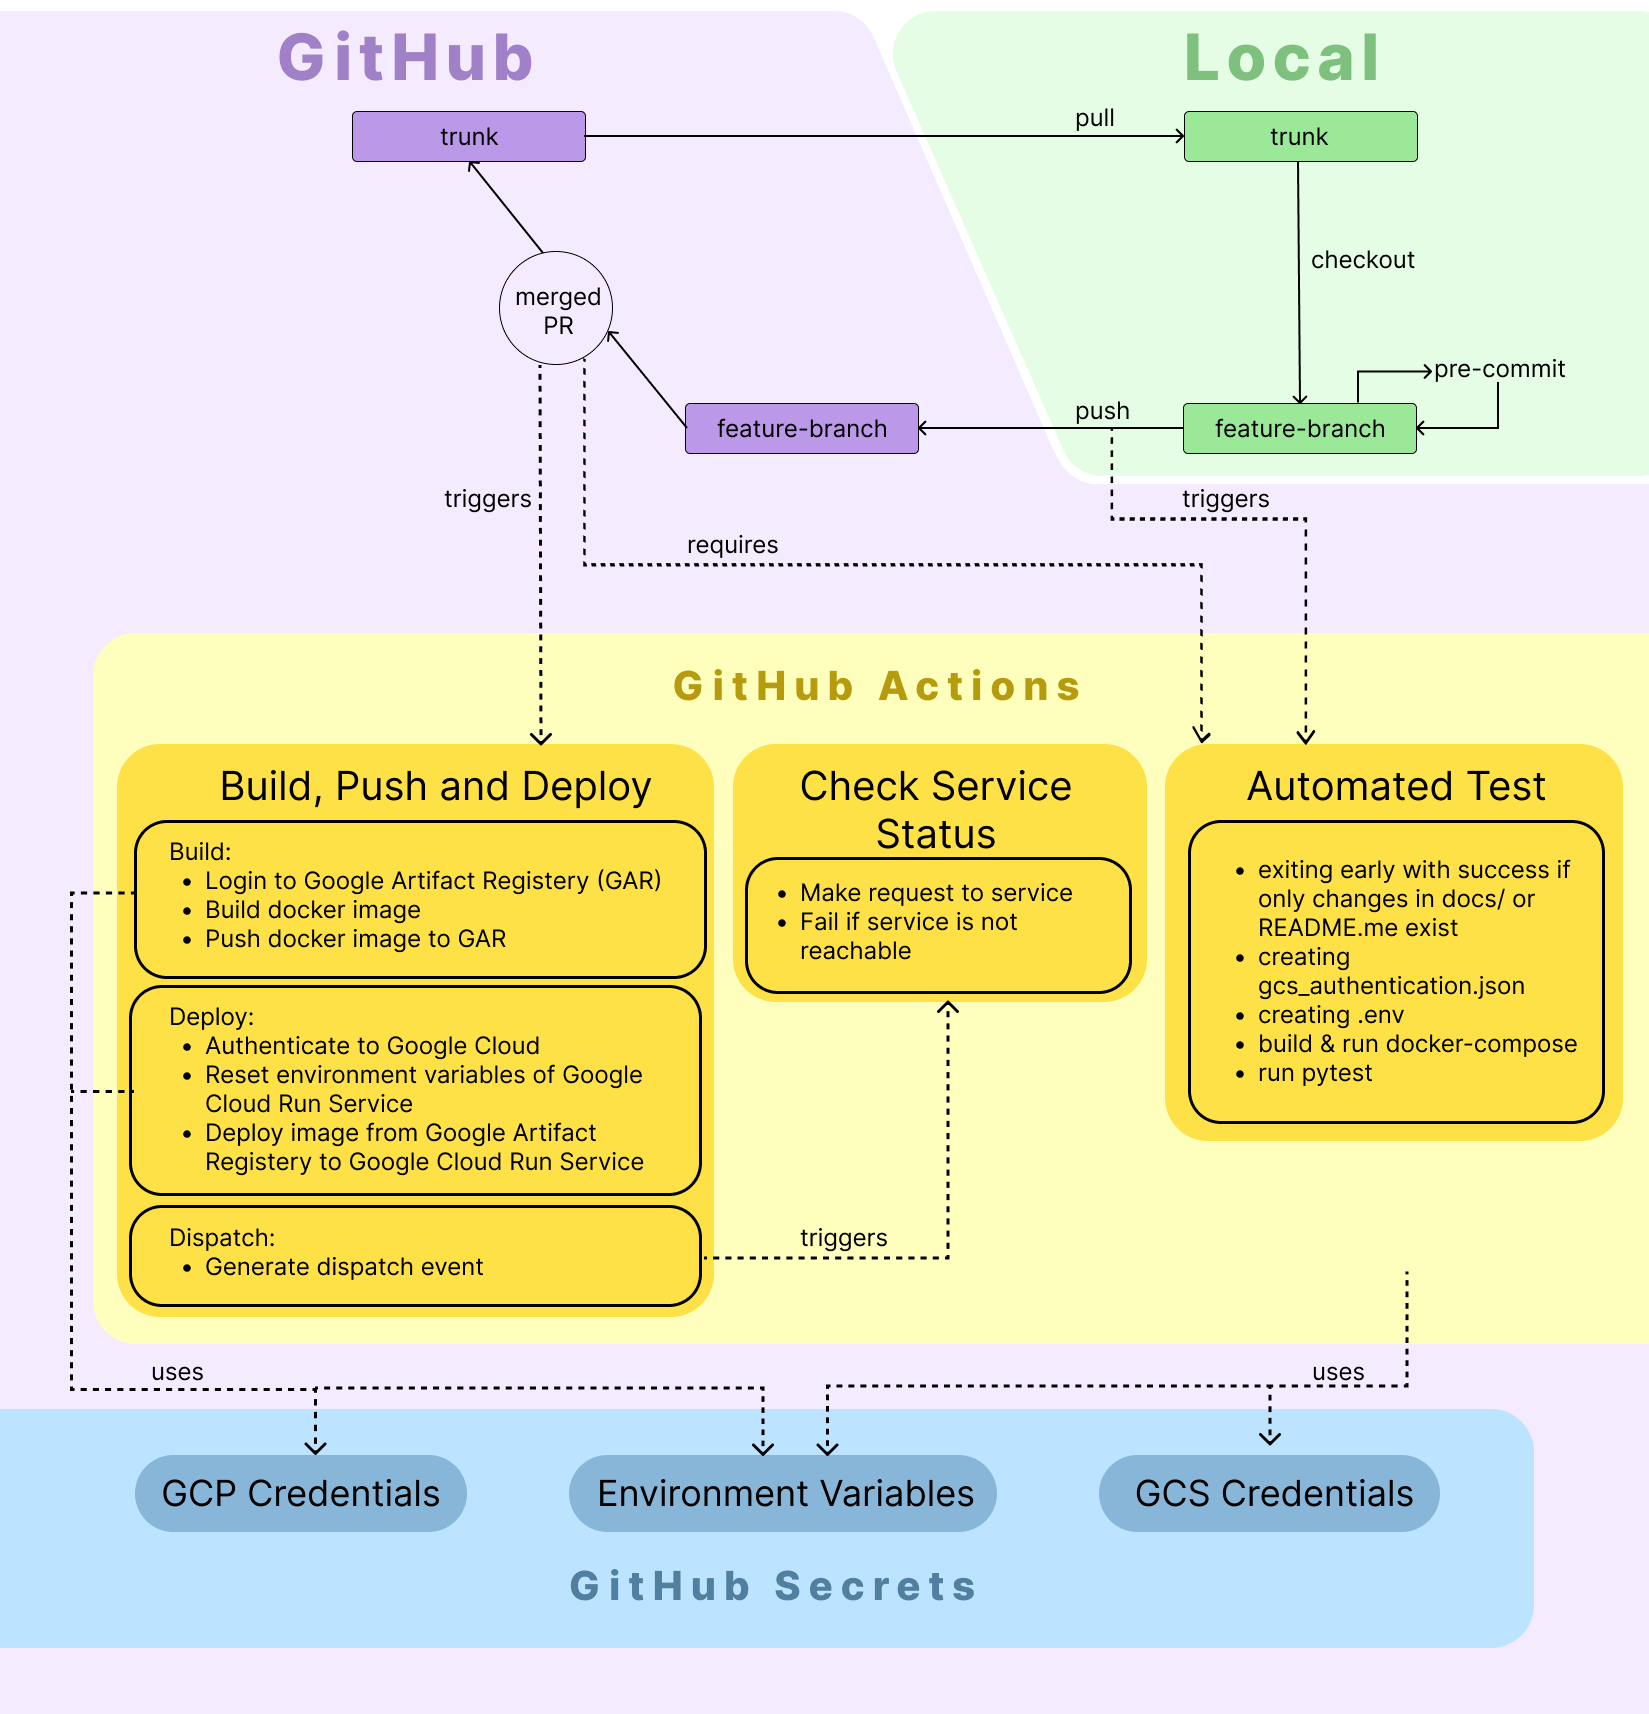 GitHub
Local
trunk
pull
trunk
checkout
merged
PR
pre-commit
feature-branch
push
feature-branch
triggers
triggers
requires
GitHub Actions
Build, Push and Deploy
Build:
• Login to Google Artifact Registery (GAR)
• Build docker image
• Push docker image to GAR
Deploy:
• Authenticate to Google Cloud
• Reset environment variables of Google
Cloud Run Service
• Deploy image from Google Artifact
Registery to Google Cloud Run Service
Dispatch:
• Generate dispatch event
Check Service
Status
• Make request to service
• Fail if service is not
reachable
triggers
Automated Test
• exiting early with success if
only changes in docs/ or
README.me exist
• creating
gcs_authentication.json
• creating .env
• build & run docker-compose
• run pytest
uses
uses
GCP Credentials
Environment Variables
GCS Credentials
GitHub Secrets